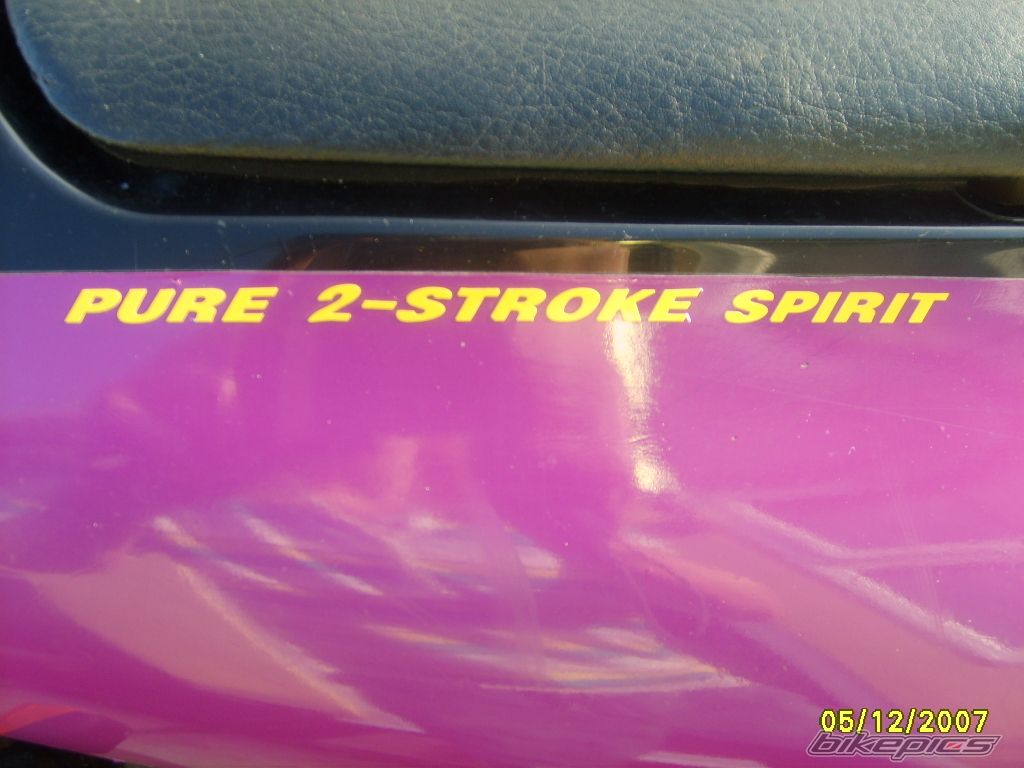 PURE 2-STROKE SPIRIT
05/12/2007
bikepics